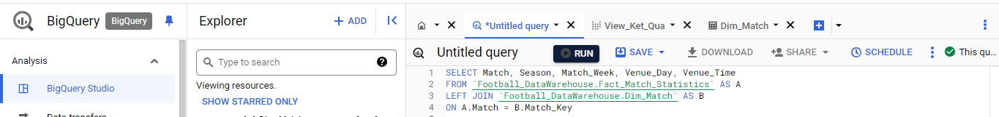 BigQuery BigQuery Explorer + ADD
*Untitled query View_Ket_Qua Dim_Match
Untitled query RUN SAVE DOWNLOAD SHARE SCHEDULE This qu...
Analysis
Type to search
BigQuery Studio
Viewing resources.
SHOW STARRED ONLY
1 SELECT Match, Season, Match_Week, Venue_Day, Venue_Time
2 FROM `Football_DataWarehouse.Fact_Match_Statistics` AS A
3 LEFT JOIN `Football_DataWarehouse.Dim_Match` AS B
4 ON A.Match = B.Match_Key